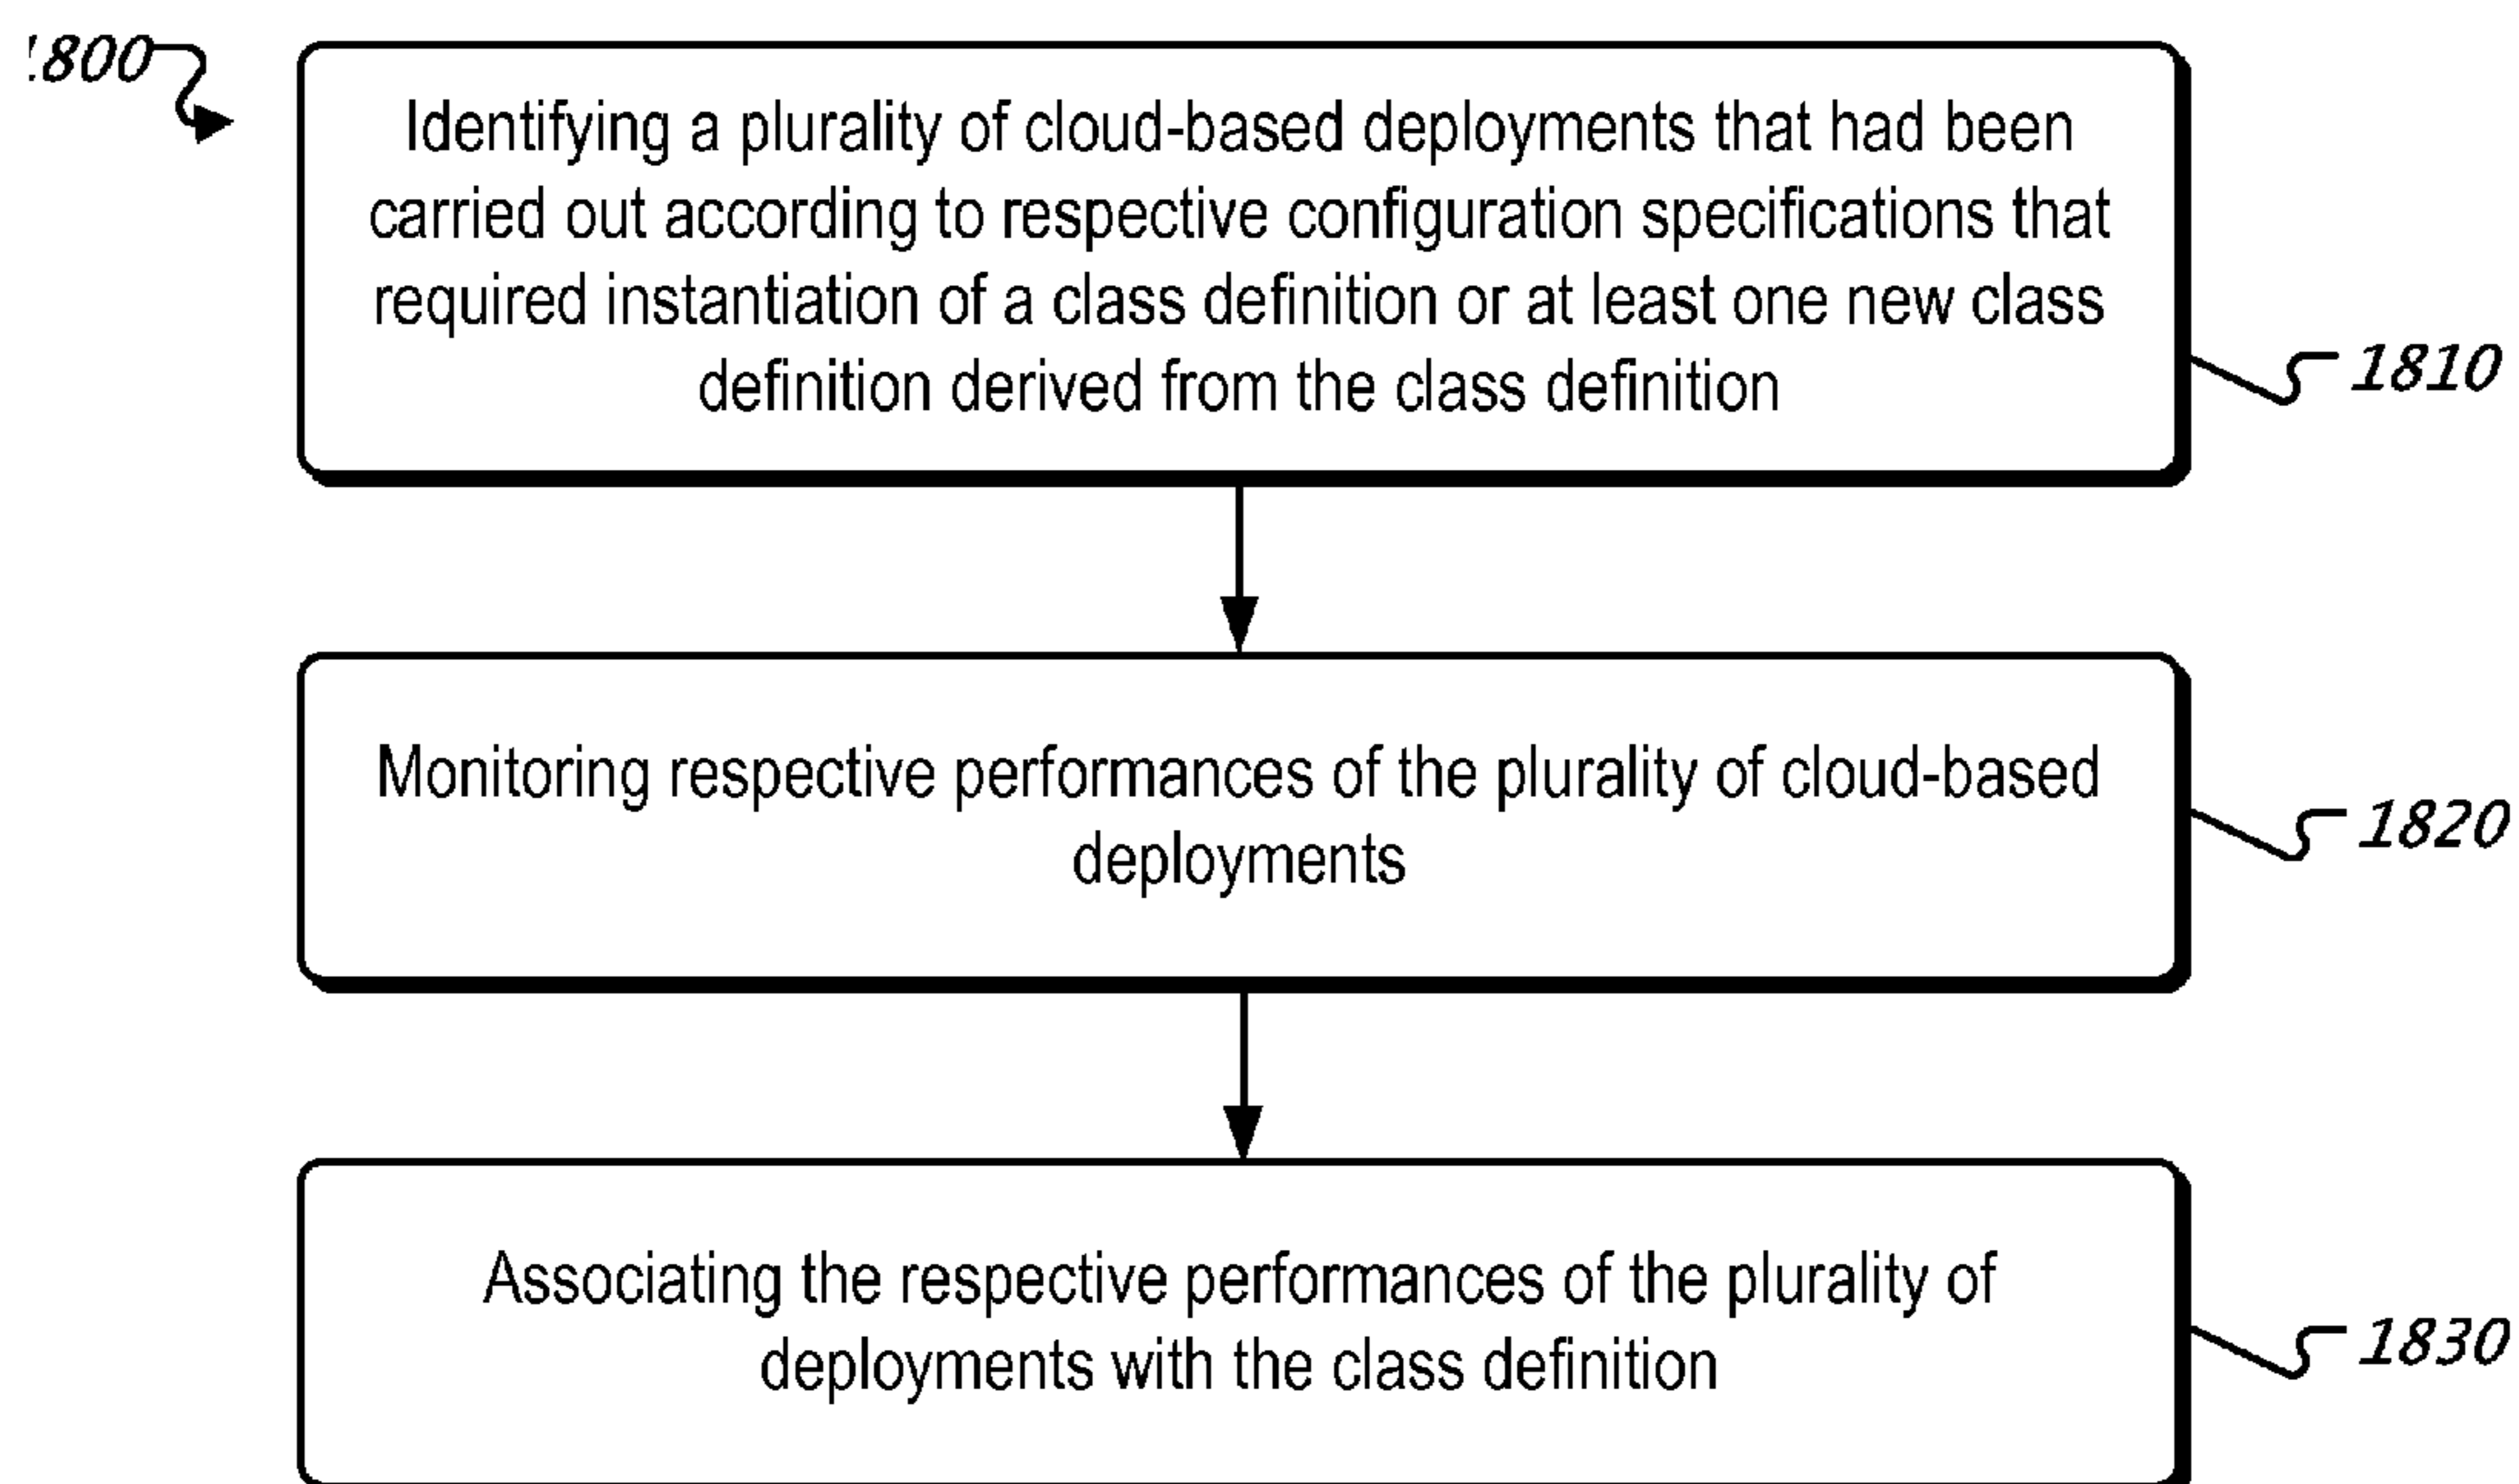 1800
Identifying a plurality of cloud-based deployments that had been
carried out according to respective configuration specifications that
required instantiation of a class definition or at least one new class
definition derived from the class definition
1810
Monitoring respective performances of the plurality of cloud-based
deployments
1820
Associating the respective performances of the plurality of
deployments with the class definition
1830